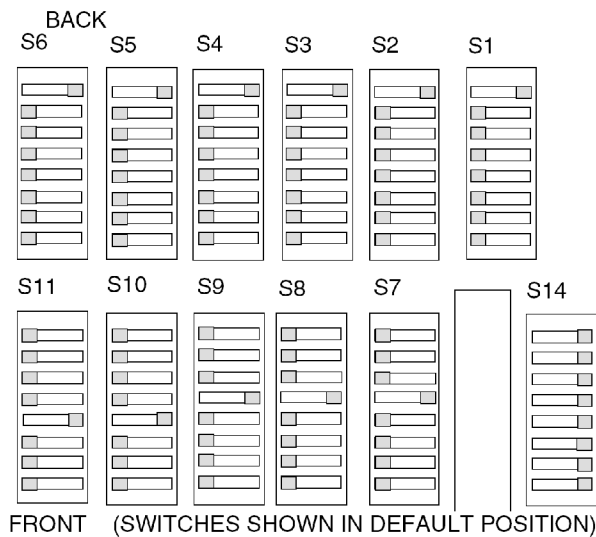 BACK
S6 S5 S4 S3 S2 S1
S11 S10 S9 S8 S7 S14
FRONT (SWITCHES SHOWN IN DEFAULT POSITION)